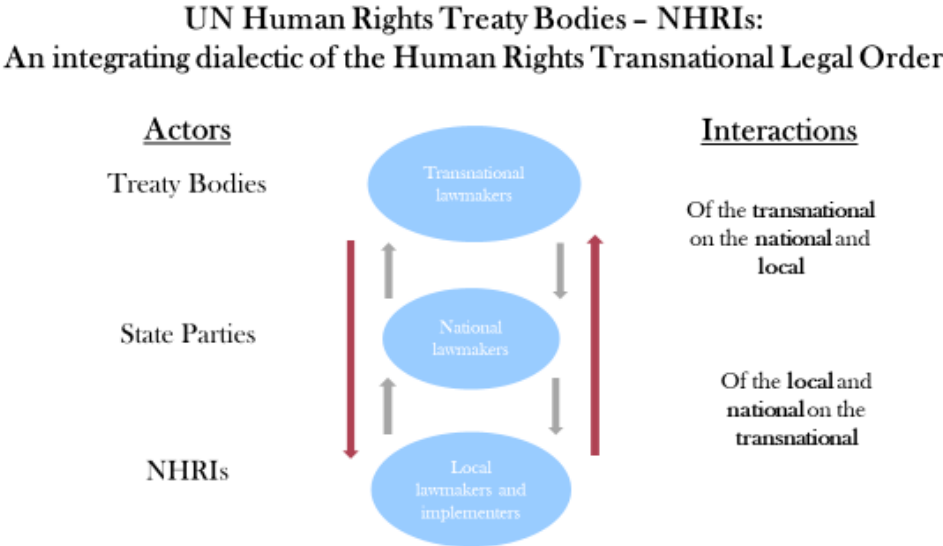 UN Human Rights Treaty Bodies – NHRIs:
An integrating dialectic of the Human Rights Transnational Legal Order
Actors
Interactions
Treaty Bodies
Transnational
lawmakers
Of the transnational
on the national and
local
State Parties
National
lawmakers
Of the local and
national on the
transnational
NHRIs
Local
lawmakers and
implementers